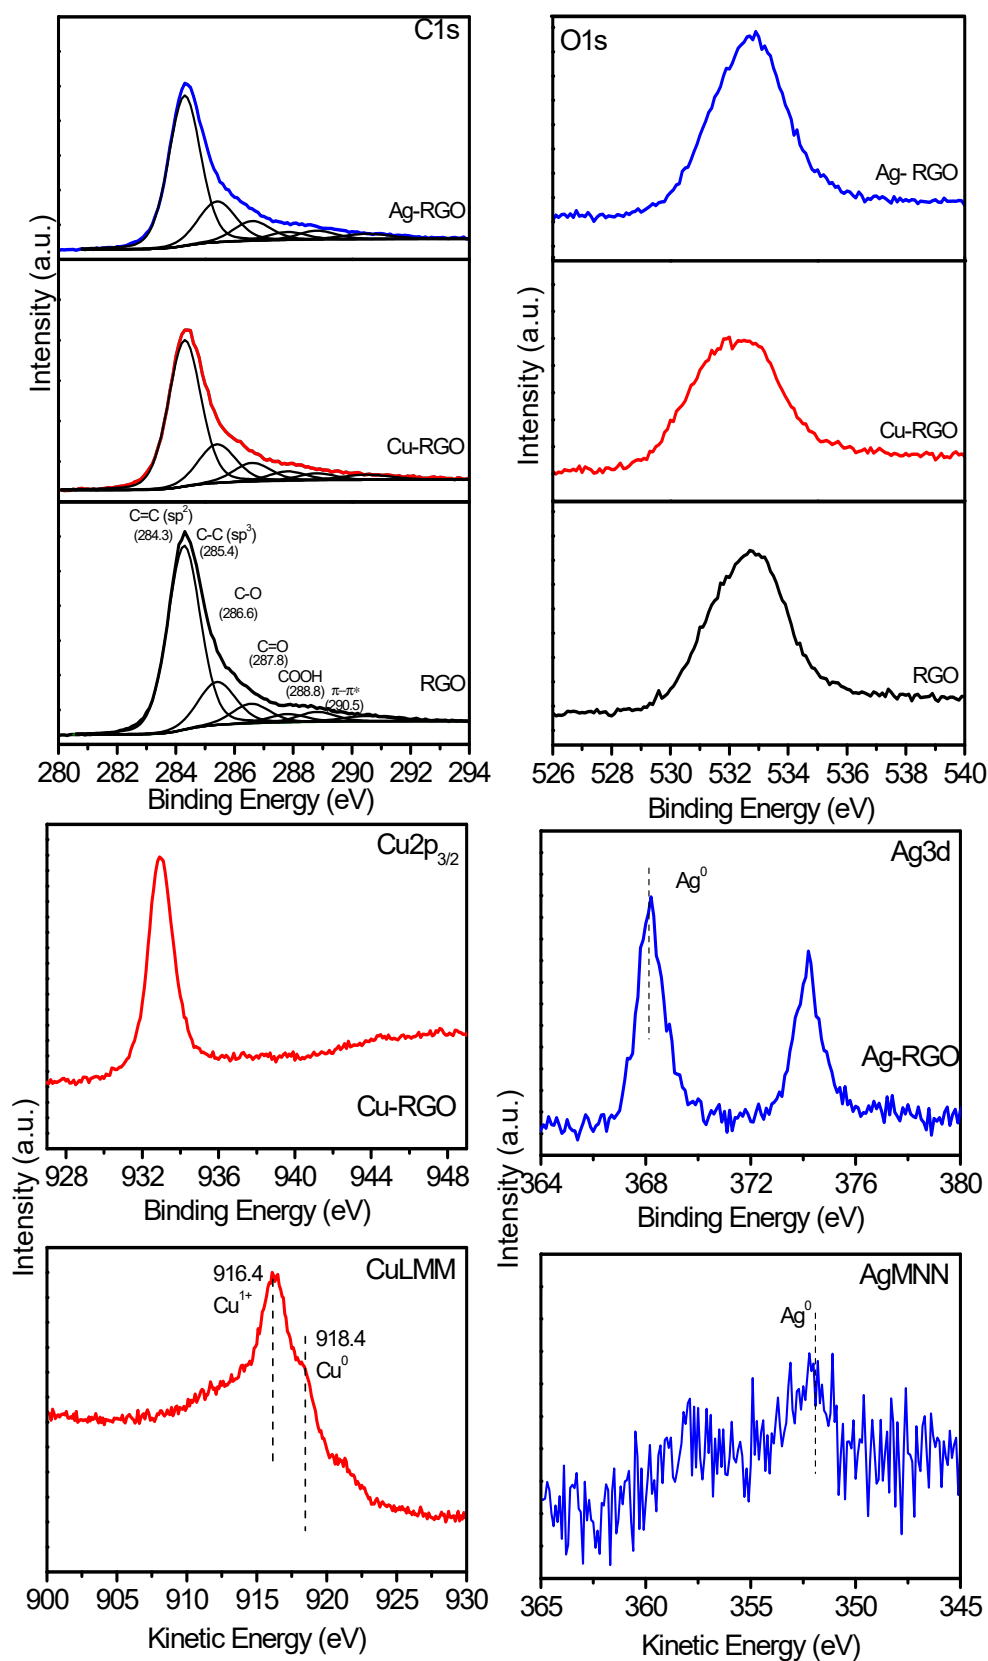 C1s
Ag-RGO
Cu-RGO
C=C (sp2)
(284.3)
C-C (sp3)
(285.4)
C-O
(286.6)
C=O
(287.8)
COOH
(288.8)
π–π*
(290.5)
RGO
280 282 284 286 288 290 292 294
Binding Energy (eV)
Intensity (a.u.)
O1s
Ag- RGO
Cu-RGO
RGO
526 528 530 532 534 536 538 540
Binding Energy (eV)
Intensity (a.u.)
Cu2p3/2
Cu-RGO
928 932 936 940 944 948
Binding Energy (eV)
Intensity (a.u.)
Ag3d
Ag0
Ag-RGO
364 368 372 376 380
Binding Energy (eV)
Intensity (a.u.)
CuLMM
916.4
Cu1+
918.4
Cu0
900 905 910 915 920 925 930
Kinetic Energy (eV)
AgMNN
Ag0
365 360 355 350 345
Kinetic Energy (eV)